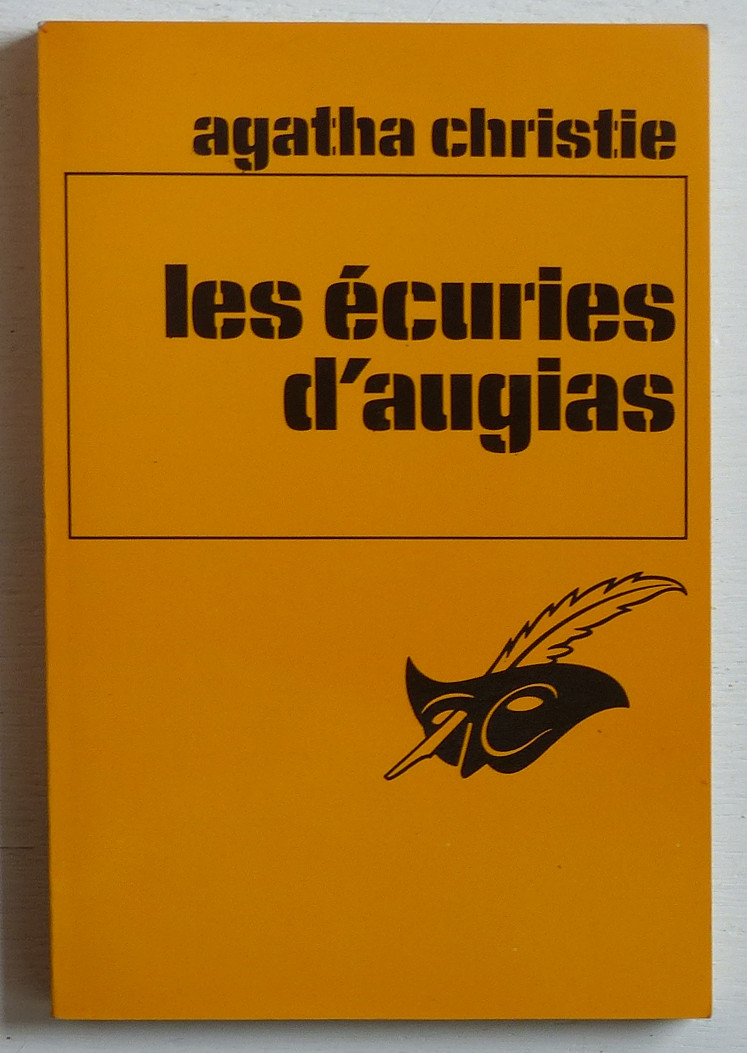 agatha christie
les écuries
d'augias